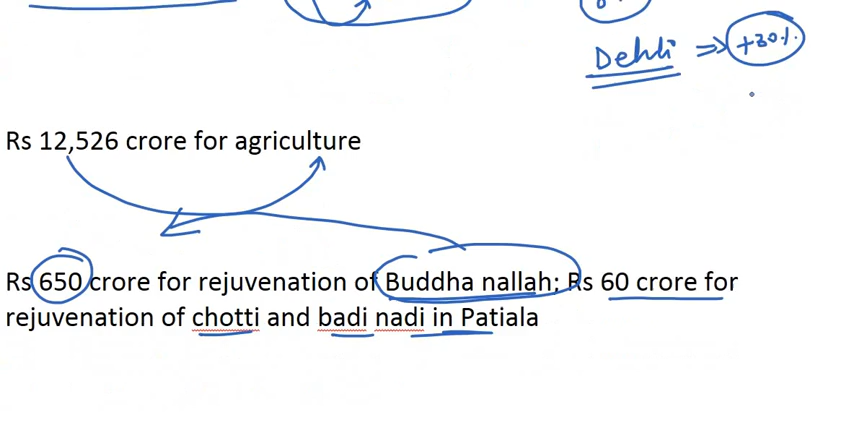 Dehli ⇒ +30%.
Rs 12,526 crore for agriculture
Rs 650 crore for rejuvenation of Buddha nallah; Rs 60 crore for
rejuvenation of chotti and badi nadi in Patiala